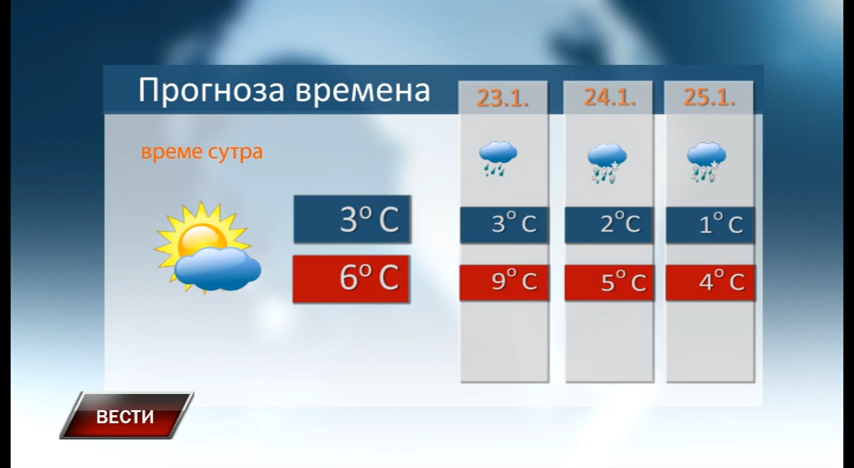 Прогноза времена
време сутра
3° C
6° C
23.1. 24.1. 25.1.
3° C 2°C 1° C
9° C 5° C 4° C
ВЕСТИ